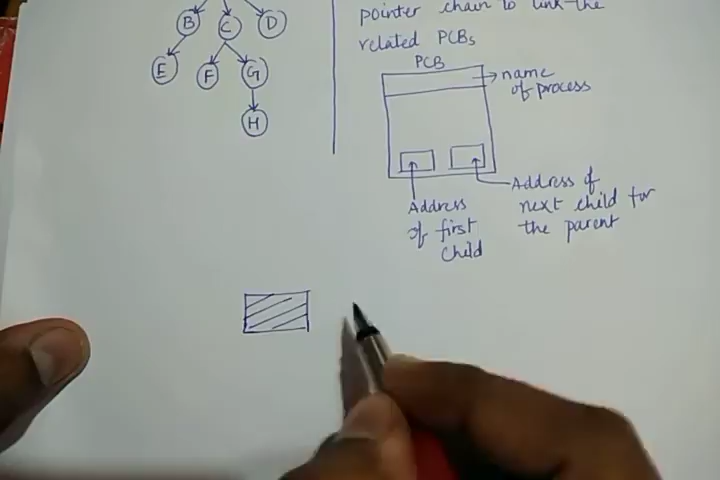 B C D
E F G
H
pointer chain to link the
related PCBs
PCB
name
of process
Address
of first
child
Address of
next child for
the parent